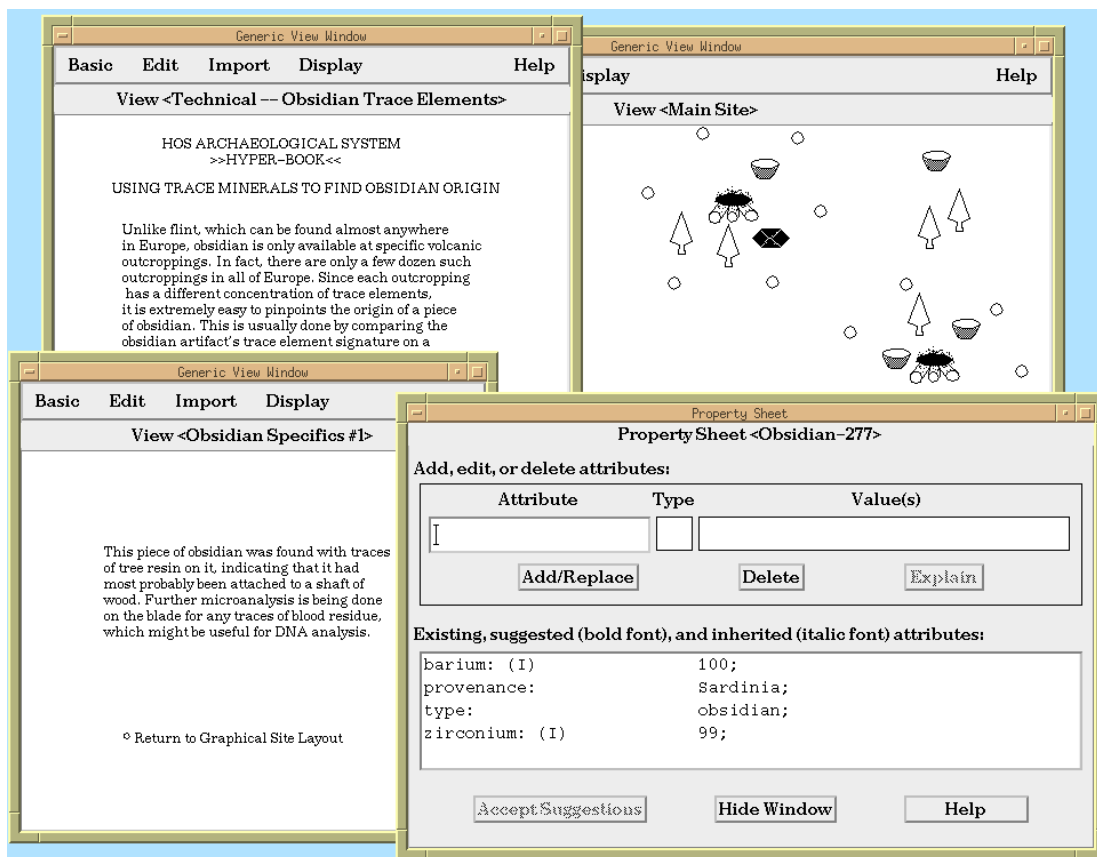 Generic View Window
Basic Edit Import Display Help
View <Technical -- Obsidian Trace Elements>
HOS ARCHAEOLOGICAL SYSTEM
>>HYPER-BOOK<<
USING TRACE MINERALS TO FIND OBSIDIAN ORIGIN
Unlike flint, which can be found almost anywhere
in Europe, obsidian is only available at specific volcanic
outcroppings. In fact, there are only a few dozen such
outcroppings in all of Europe. Since each outcropping
has a different concentration of trace elements,
it is extremely easy to pinpoints the origin of a piece
of obsidian. This is usually done by comparing the
obsidian artifact's trace element signature on a
Generic View Window
isplay Help
View <Main Site>
Generic View Window
Basic Edit Import Display
View <Obsidian Specifics #1>
This piece of obsidian was found with traces
of tree resin on it, indicating that it had
most probably been attached to a shaft of
wood. Further microanalysis is being done
on the blade for any traces of blood residue,
which might be useful for DNA analysis.
Return to Graphical Site Layout
Property Sheet
Property Sheet <Obsidian-277>
Add, edit, or delete attributes:
Attribute Type Value(s)
Add/Replace Delete Explain
Existing, suggested (bold font), and inherited (italic font) attributes:
barium: (I) 100;
provenance: Sardinia;
type: obsidian;
zirconium: (I) 99;
Accept Suggestions Hide Window Help